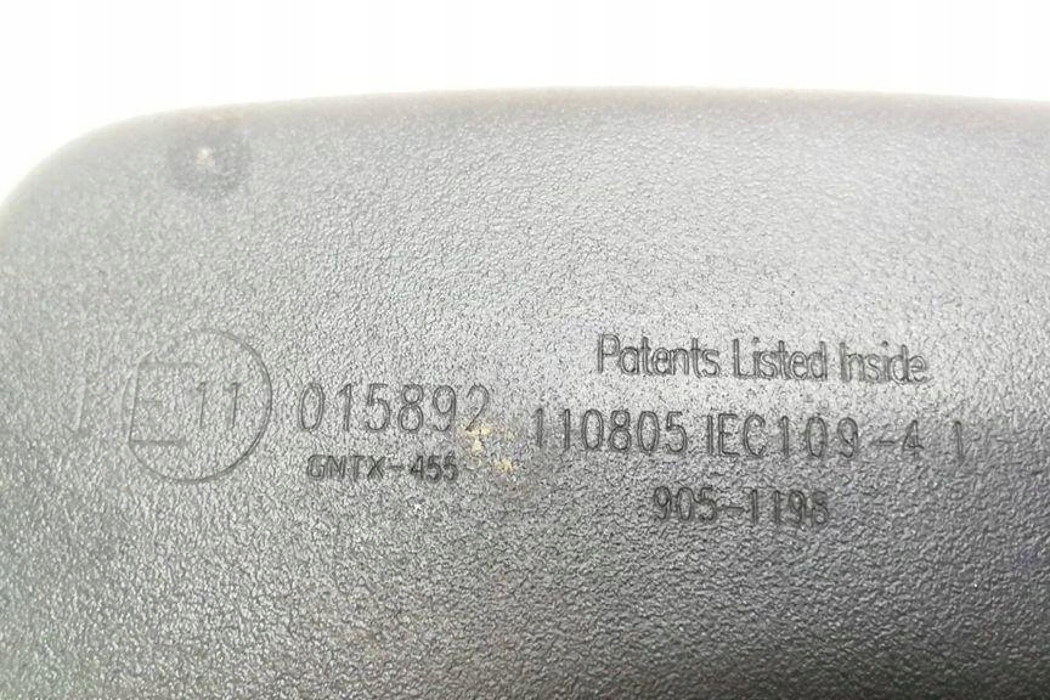 Patents Listed Inside
I E11 015892 110805 IEC109-4 1
GNTX-455
905-1198